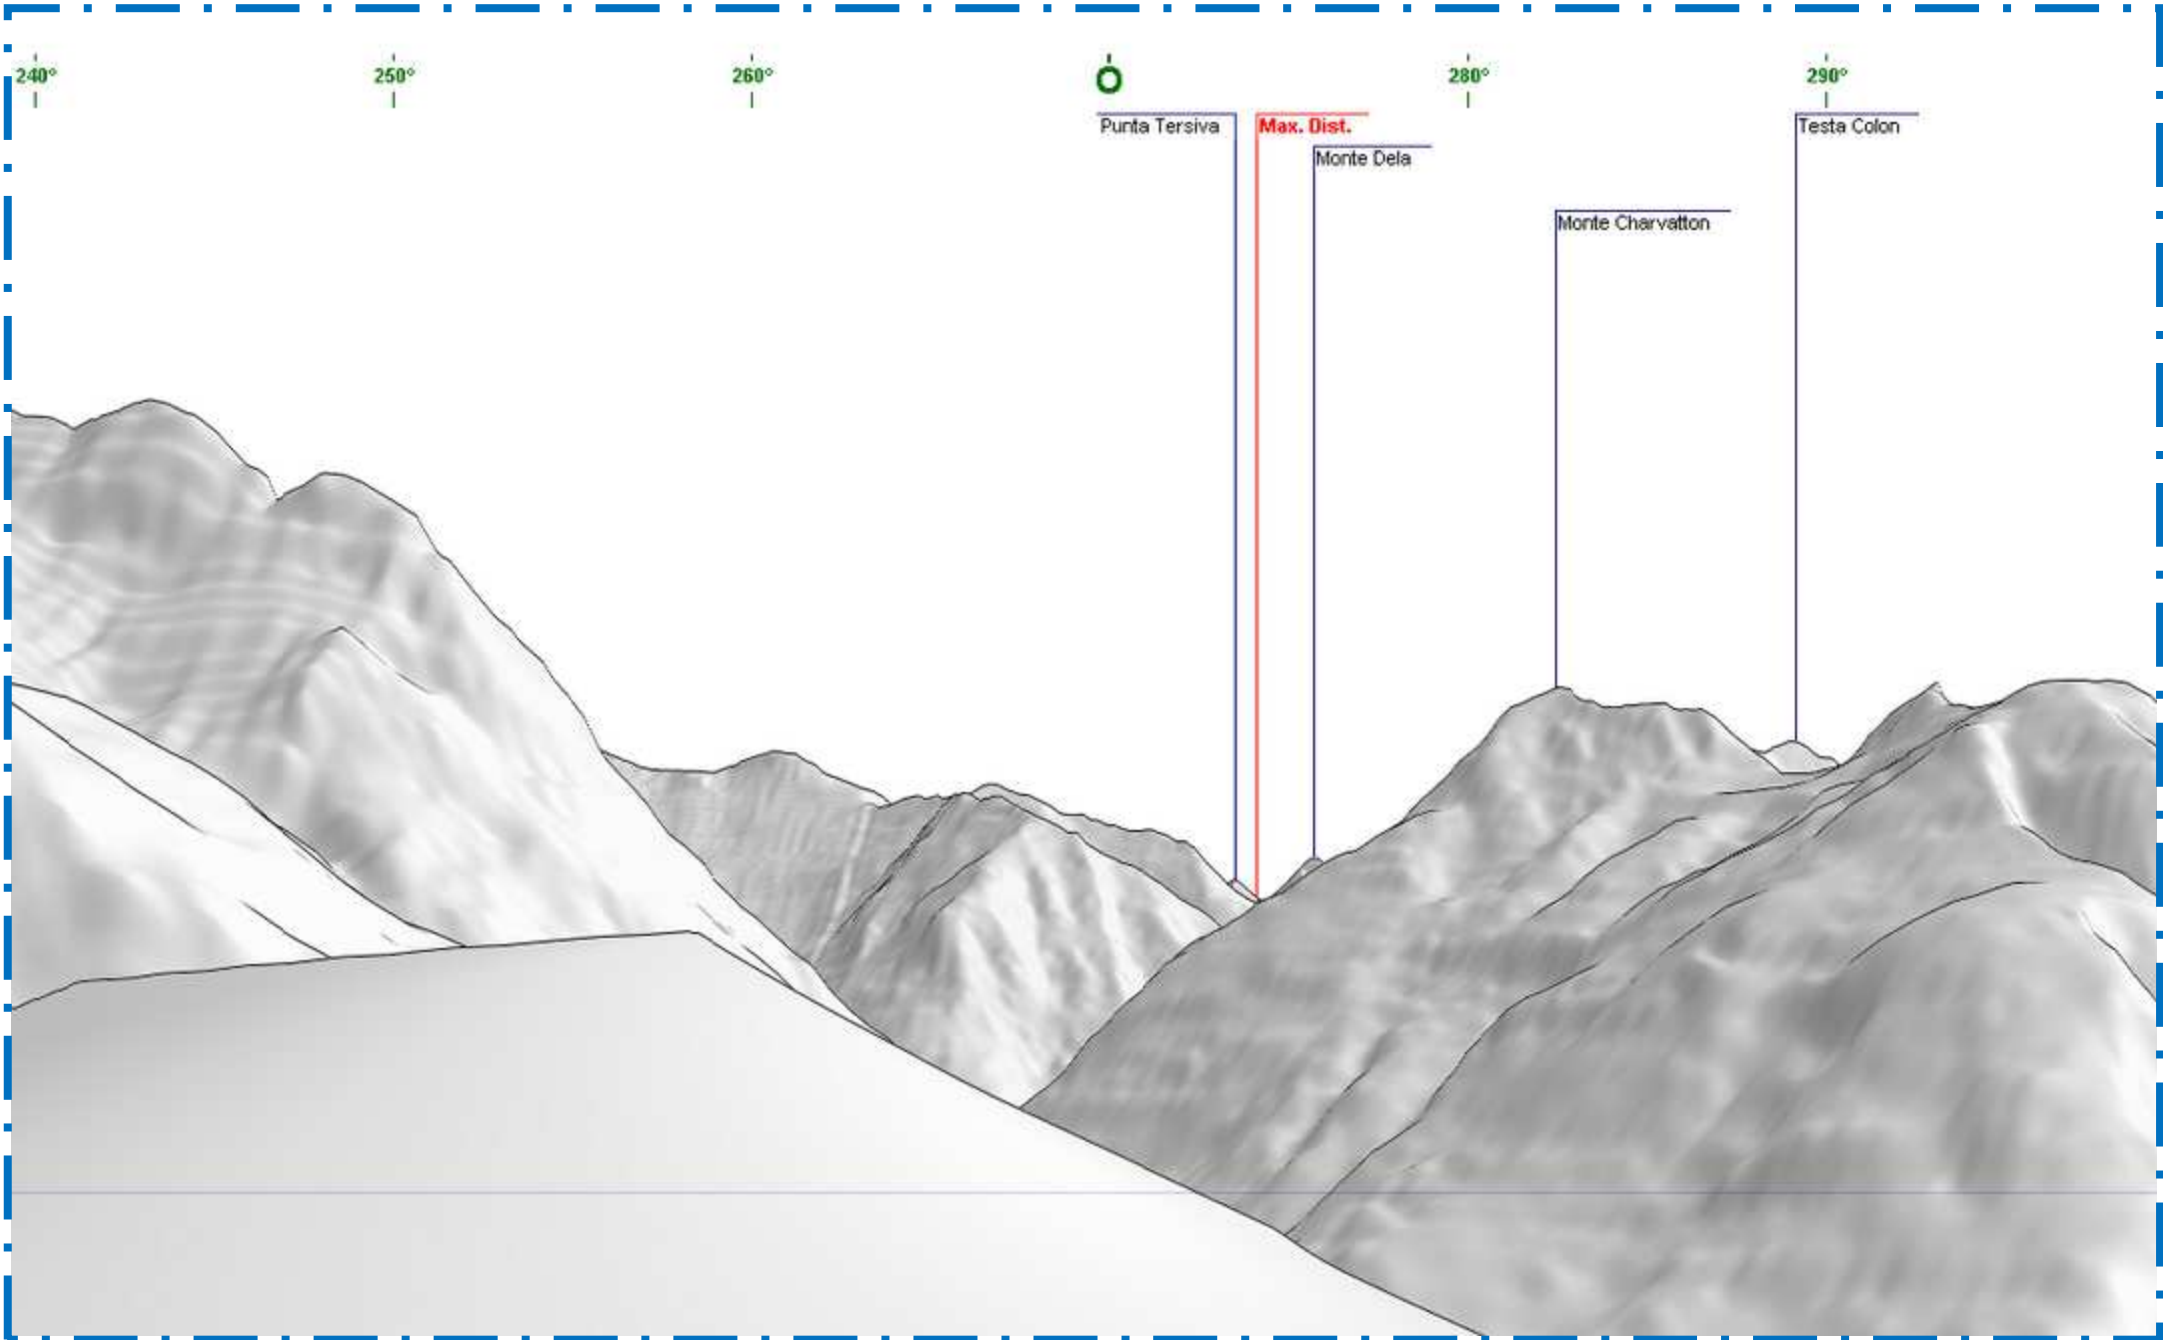 240° 250° 260° O 280° 290°
Punta Tersiva Max. Dist. Testa Colon
Monte Dela
Monte Charvatton